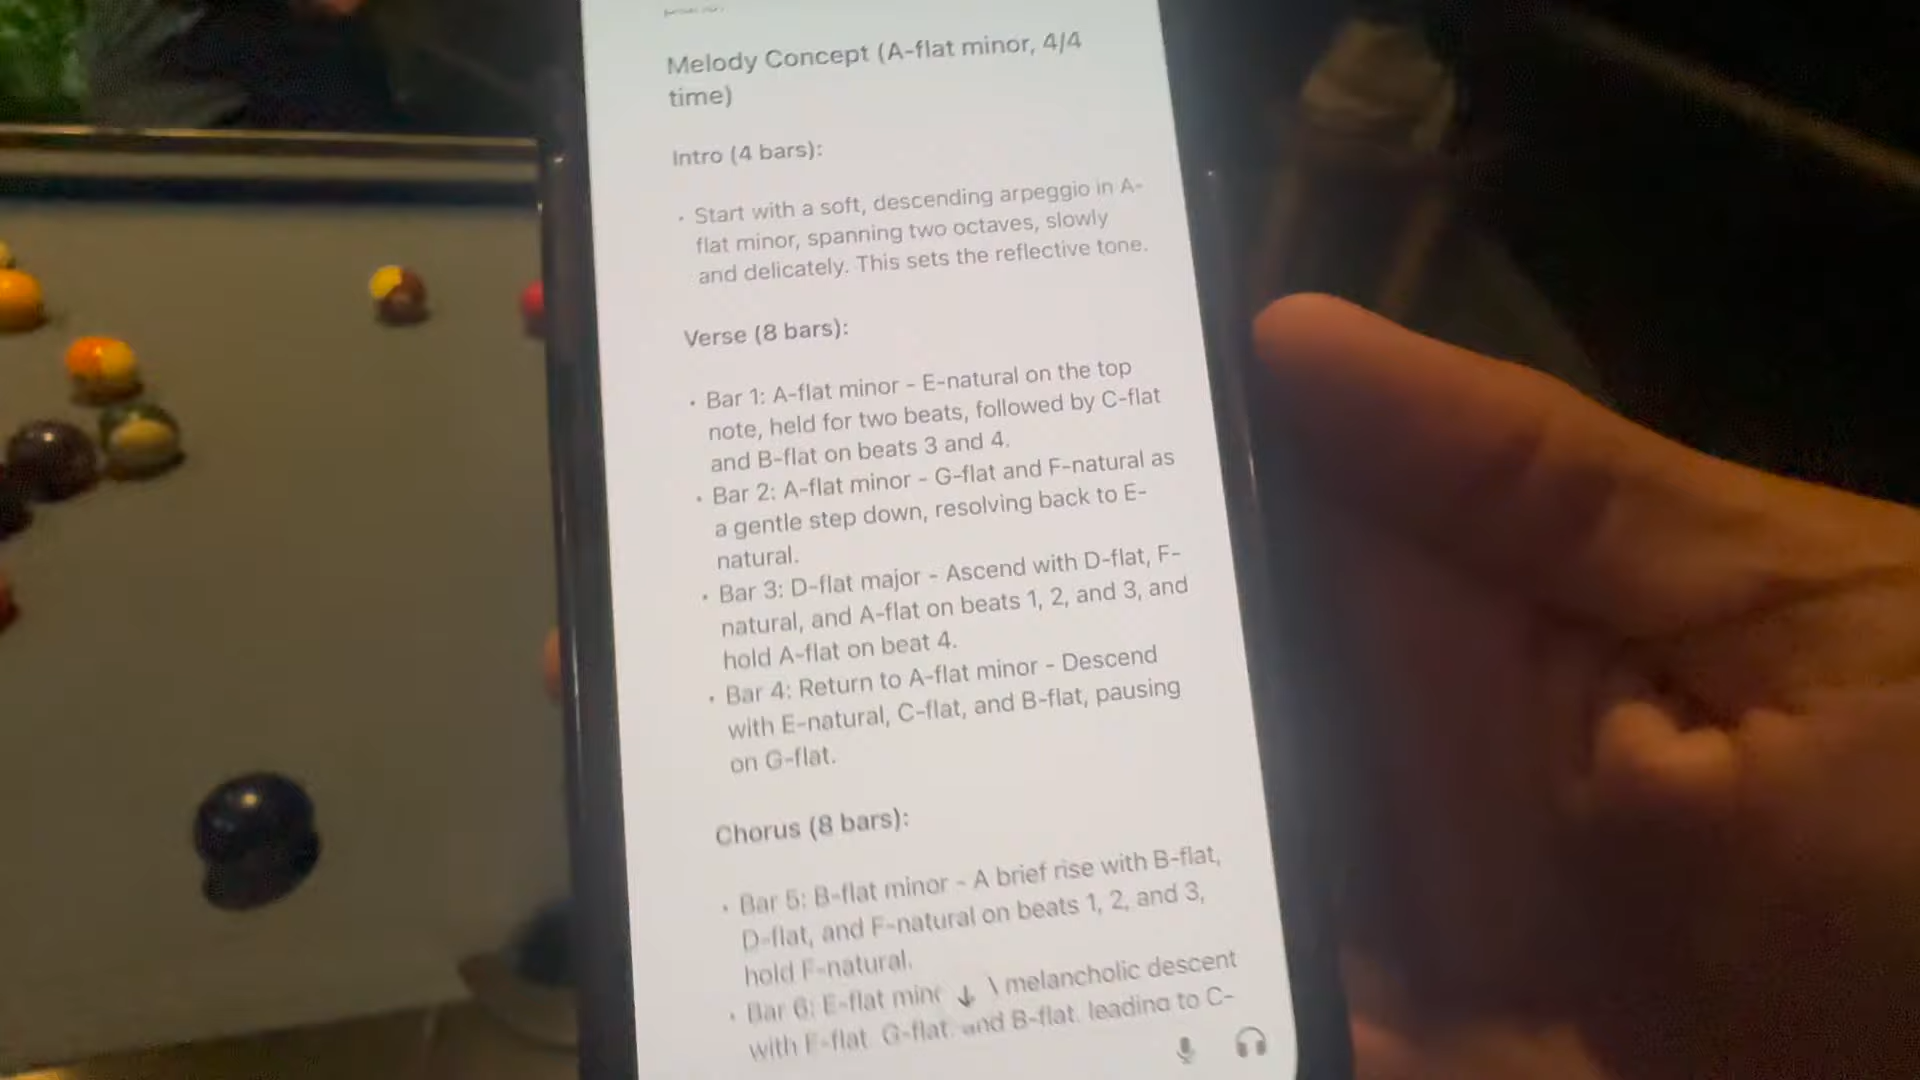 Melody Concept (A-flat minor, 4/4
time)
Intro (4 bars):
• Start with a soft, descending arpeggio in A-
flat minor, spanning two octaves, slowly
and delicately. This sets the reflective tone.
Verse (8 bars):
• Bar 1: A-flat minor - E-natural on the top
note, held for two beats, followed by C-flat
and B-flat on beats 3 and 4.
• Bar 2: A-flat minor - G-flat and F-natural as
a gentle step down, resolving back to E-
natural.
• Bar 3: D-flat major - Ascend with D-flat, F-
natural, and A-flat on beats 1, 2, and 3, and
hold A-flat on beat 4.
• Bar 4: Return to A-flat minor - Descend
with E-natural, C-flat, and B-flat, pausing
on G-flat.
Chorus (8 bars):
• Bar 5: B-flat minor - A brief rise with B-flat,
D-flat, and F-natural on beats 1, 2, and 3,
hold F-natural.
• Bar 6: E-flat melancholic descent
with G-flat, and B-flat, leading to C-